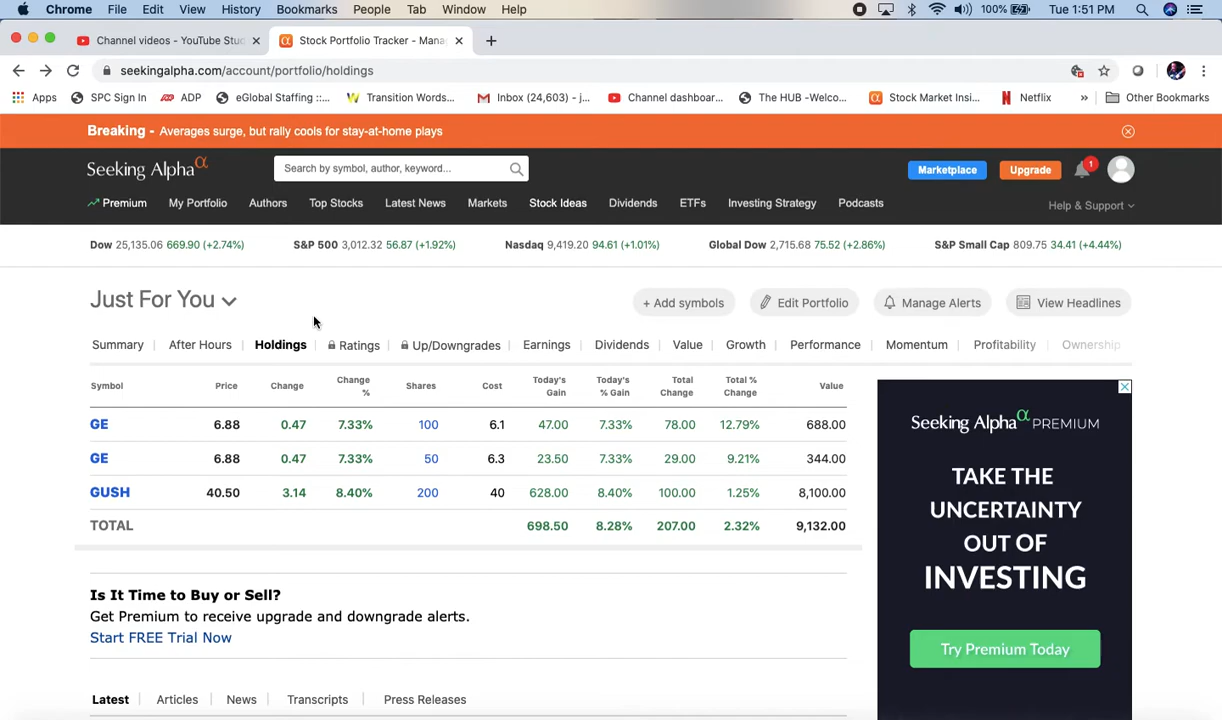 Chrome File Edit View History Bookmarks People Tab Window Help 100% Tue 1:51 PM
Channel videos - YouTube Stu Stock Portfolio Tracker - Mana
seekingalpha.com/account/portfolio/holdings
Apps SPC Sign In ADP eGlobal Staffing ::... Transition Words... Inbox (24,603) - j... Channel dashboar... The HUB -Welco... Stock Market Insi... Netflix » Other Bookmarks
Breaking - Averages surge, but rally cools for stay-at-home plays
Seeking Alpha α Search by symbol, author, keyword... Marketplace Upgrade 1
Premium My Portfolio Authors Top Stocks Latest News Markets Stock Ideas Dividends ETFs Investing Strategy Podcasts Help & Support
Dow 25,135.06 669.90 (+2.74%) S&P 500 3,012.32 56.87 (+1.92%) Nasdaq 9,419.20 94.61 (+1.01%) Global Dow 2,715.68 75.52 (+2.86%) S&P Small Cap 809.75 34.41 (+4.44%)
Just For You + Add symbols Edit Portfolio Manage Alerts View Headlines
Summary After Hours Holdings Ratings Up/Downgrades Earnings Dividends Value Growth Performance Momentum Profitability Ownership
Symbol Price Change Change % Shares Cost Today's Gain Today's % Gain Total Change Total % Change Value
GE 6.88 0.47 7.33% 100 6.1 47.00 7.33% 78.00 12.79% 688.00
GE 6.88 0.47 7.33% 50 6.3 23.50 7.33% 29.00 9.21% 344.00
GUSH 40.50 3.14 8.40% 200 40 628.00 8.40% 100.00 1.25% 8,100.00
TOTAL 698.50 8.28% 207.00 2.32% 9,132.00
Seeking Alpha α PREMIUM
TAKE THE
UNCERTAINTY
OUT OF
INVESTING
Try Premium Today
Is It Time to Buy or Sell?
Get Premium to receive upgrade and downgrade alerts.
Start FREE Trial Now
Latest Articles News Transcripts Press Releases